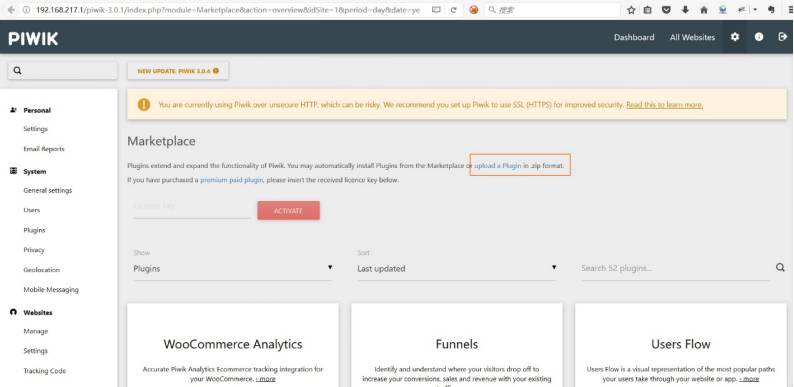 192.168.217.1/piwik-3.0.1/index.php?module=Marketplace&action=overview&idSite=1&period=day&date=ye
搜索
PIWIK
Dashboard All Websites
NEW UPDATE: PIWIK 3.0.4
You are currently using Piwik over unsecure HTTP, which can be risky. We recommend you set up Piwik to use SSL (HTTPS) for improved security. Read this to learn more.
Personal
Settings
Email Reports
System
General settings
Users
Plugins
Privacy
Geolocation
Mobile Messaging
Websites
Manage
Settings
Tracking Code
Marketplace
Plugins extend and expand the functionality of Piwik. You may automatically install Plugins from the Marketplace or upload a Plugin in .zip format.
If you have purchased a premium paid plugin, please insert the received licence key below.
ACTIVATE
Show
Plugins
Sort
Last updated
Search 52 plugins...
WooCommerce Analytics
Accurate Piwik Analytics Ecommerce tracking integration for
your WooCommerce. › more
Funnels
Identify and understand where your visitors drop off to
increase your conversions, sales and revenue with your existing
Users Flow
Users Flow is a visual representation of the most popular paths
your users take through your website or app. › more